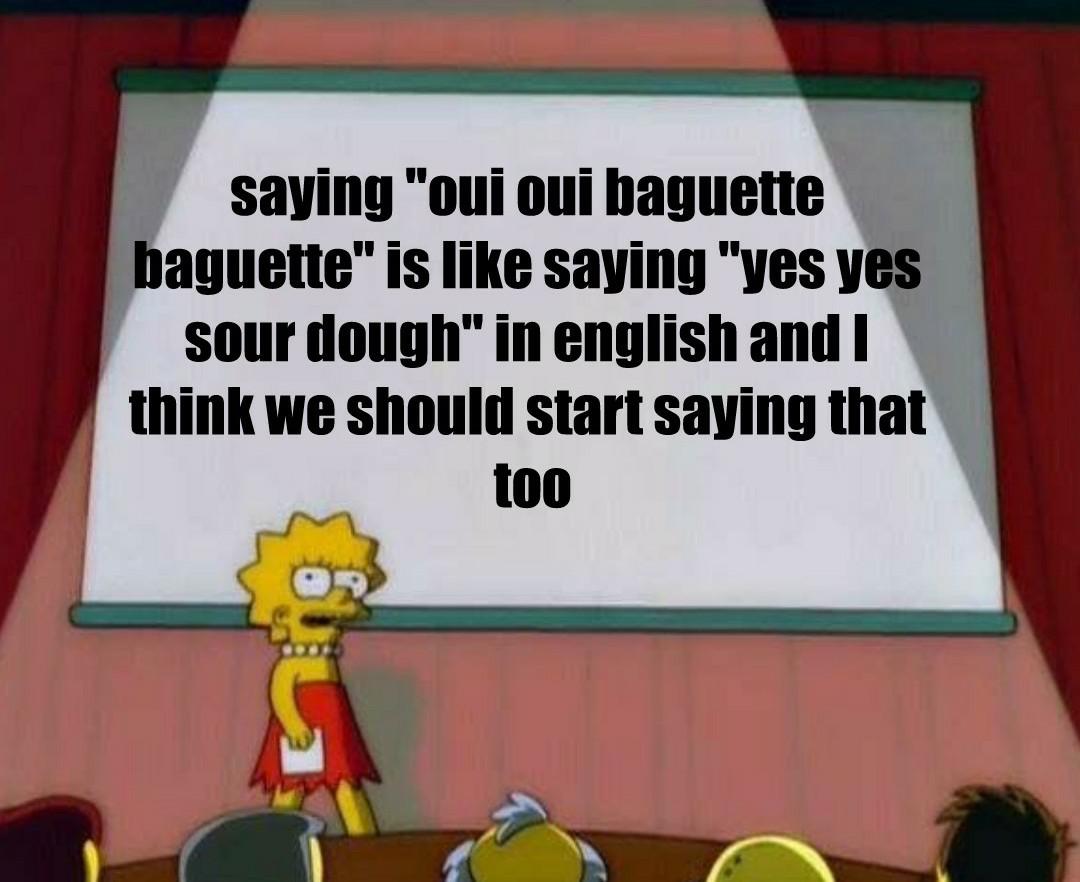 saying "oui oui baguette
baguette" is like saying "yes yes
sour dough" in english and I
think we should start saying that
too